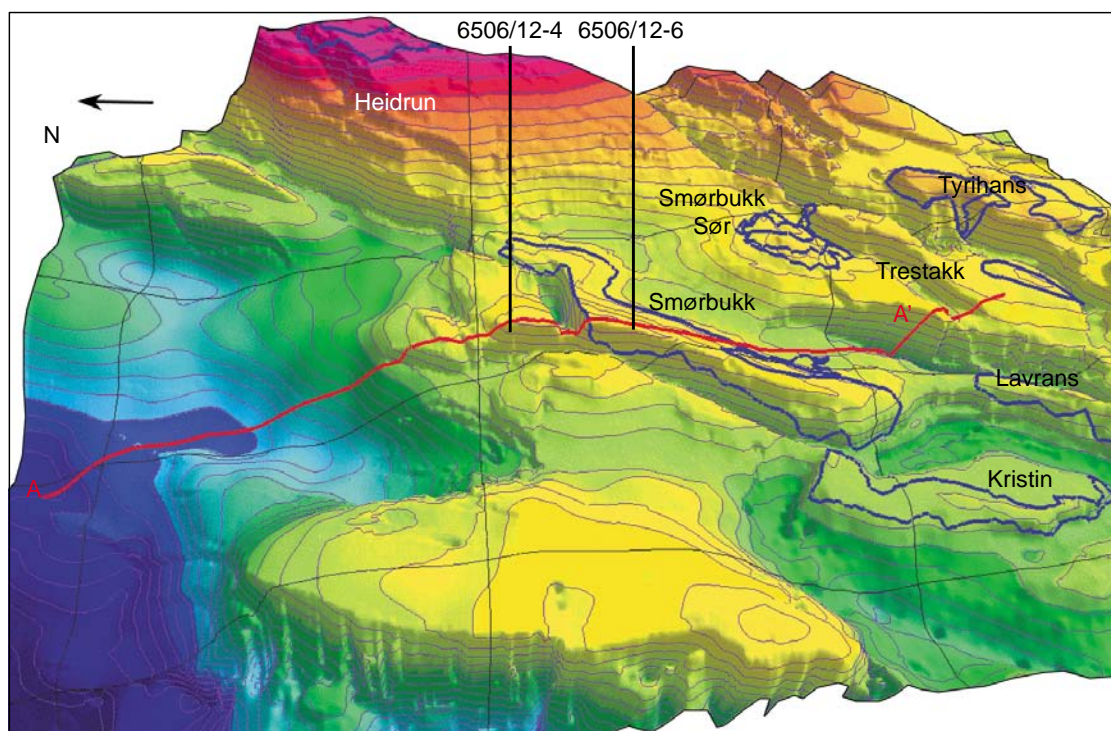 6506/12-4 6506/12-6
Heidrun
N
Tyrihans
Smørbukk
Sør
Trestakk
Smørbukk
A'
Lavrans
Kristin
A